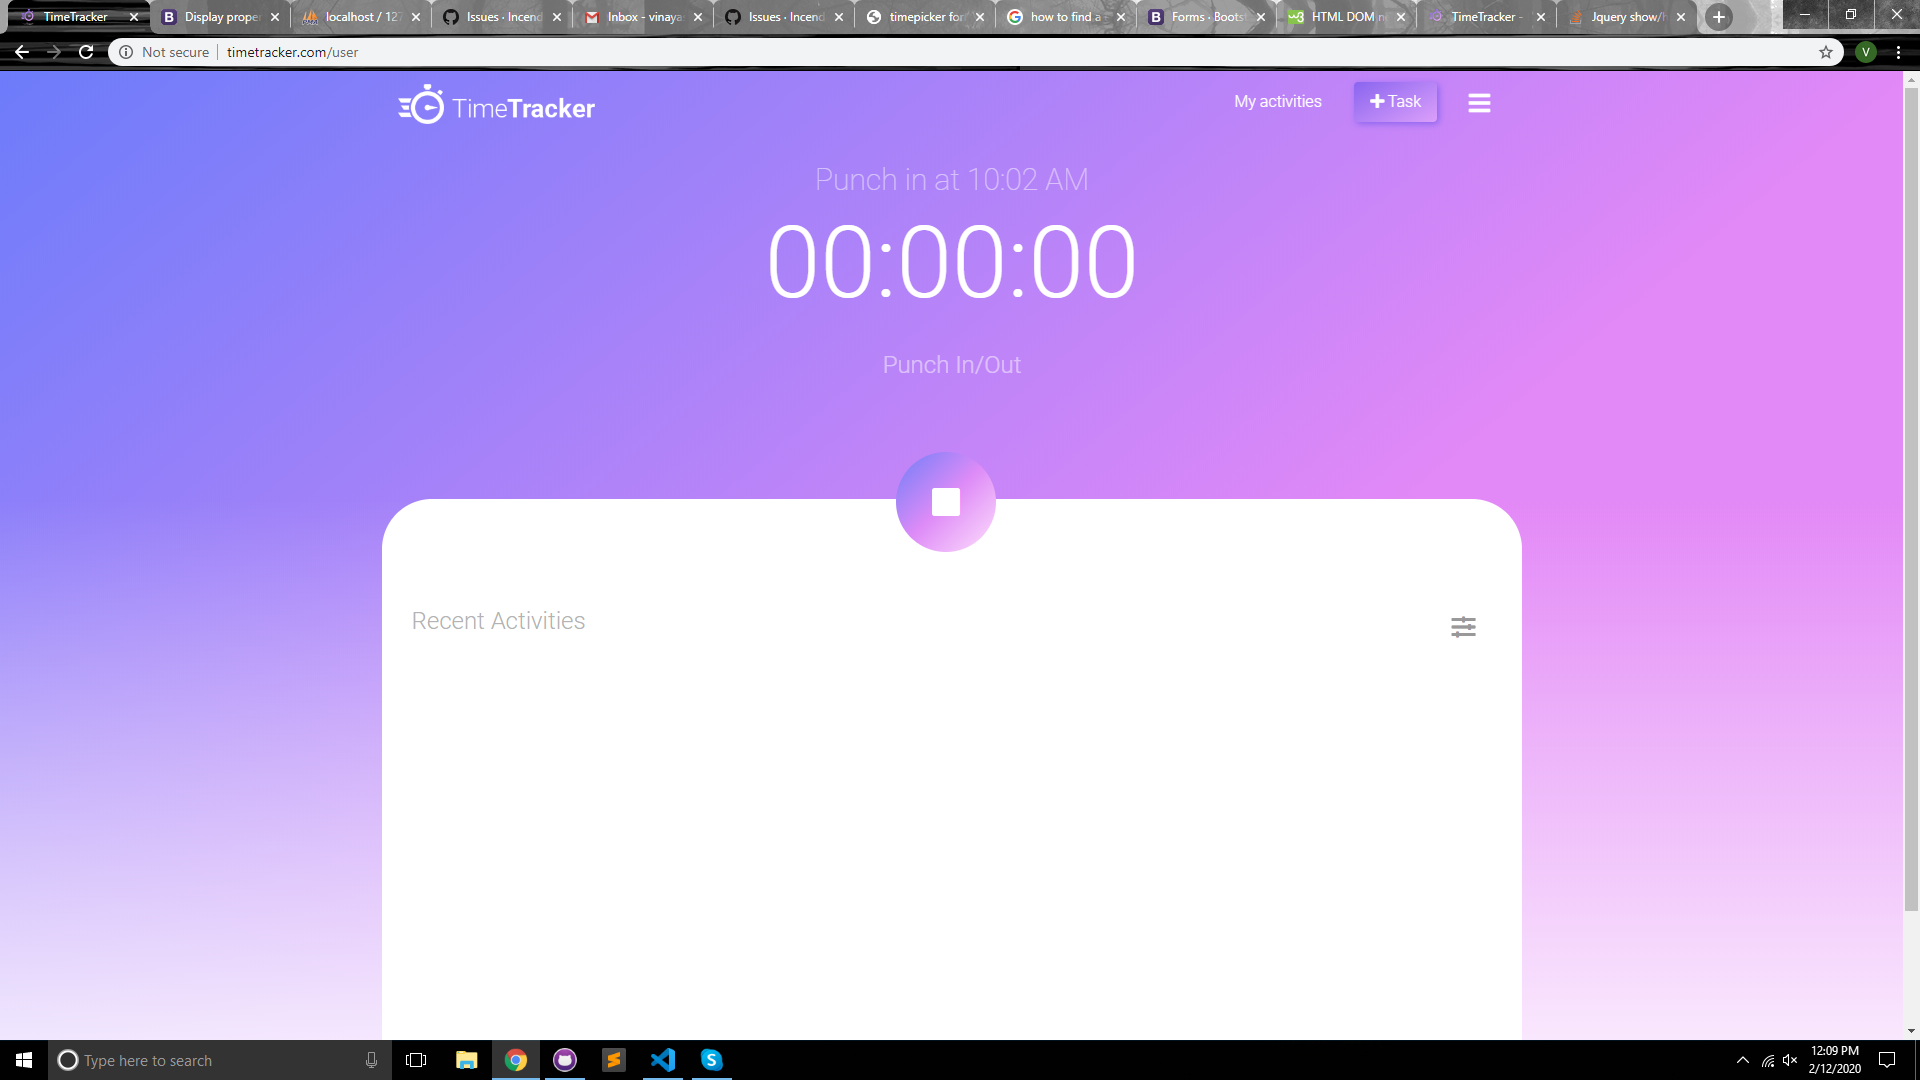 TimeTracker
Display prope
localhost / 127
Issues · Incend
Inbox - vinaya
Issues · Incend
timepicker for
how to find a
Forms · Boots
HTML DOM
TimeTracker -
Jquery show/h
Not secure
timetracker.com/user
V
TimeTracker
My activities
Task
Punch in at 10:02 AM
00:00:00
Punch In/Out
Recent Activities
Type here to search
12:09 PM
2/12/2020